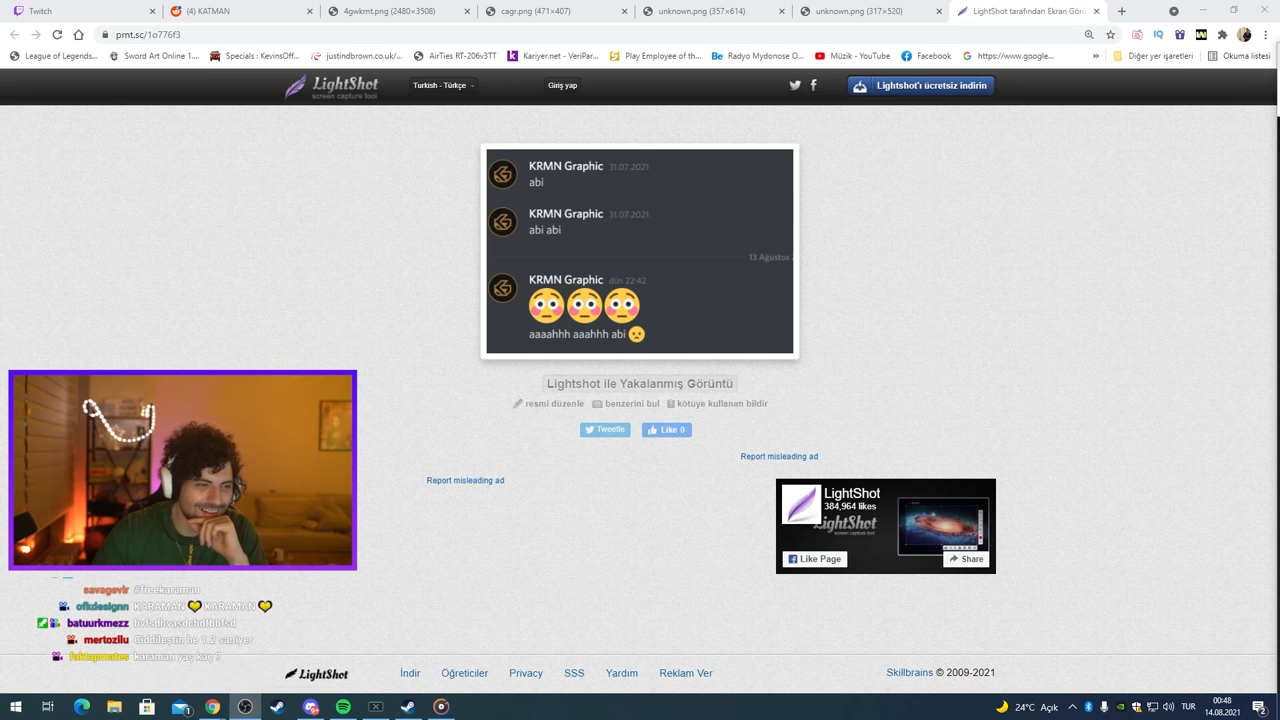 Twitch
(4) KATMAN
4gwkmt.png (2480×3508)
cagr.png (471×407)
unknown.png (357×614)
unknown.png (317×520)
LightShot tarafından Ekran Görü
prnt.sc/1o776f3
League of Legends...
Sword Art Online 1...
Specials : KevinsOff...
justindbrown.co.uk/...
AirTies RT-206v3TT
Kariyer.net - VeriPar...
Play Employee of th...
Radyo Mydonose O...
Müzik - YouTube
Facebook
https://www.google...
Diğer yer işaretleri
Okuma listesi
LightShot
screen capture tool
Turkish - Türkçe
Giriş yap
Lightshot'ı ücretsiz indirin
KRMN Graphic 31.07.2021
abi
KRMN Graphic 31.07.2021
abi abi
13 Ağustos
KRMN Graphic dün 22:42
aaaahhh aaahhh abi
Lightshot ile Yakalanmış Görüntü
resmi düzenle benzerini bul kötüye kullanım bildir
Tweetle Like 0
Report misleading ad
Report misleading ad
LightShot
384,964 likes
LightShot
screen capture tool
Like Page Share
savagevir #freekaraman
ofkdesignn KARAMAN KARAMAN
batuurkmezz
mertozllu Ciddileştin he 1.2 saniyer
karaman yaş kaç ?
LightShot İndir Öğreticiler Privacy SSS Yardım Reklam Ver Skillbrains © 2009-2021
24°C Açık TUR 00:48
14.08.2021